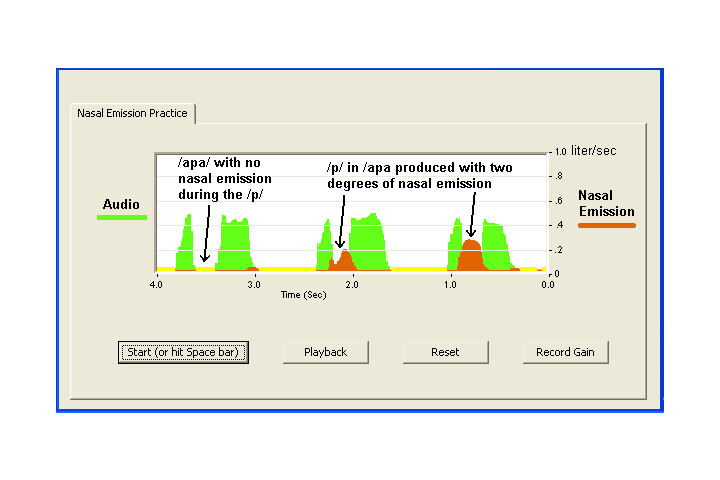 Nasal Emission Practice
/apa/ with no
nasal emission
during the /p/
/p/ in /apa produced with two
degrees of nasal emission
1.0 liter/sec
.8
.6
.4
.2
0
Audio
Nasal
Emission
4.0 3.0 2.0 1.0 0.0
Time (Sec)
Start (or hit Space bar) Playback Reset Record Gain